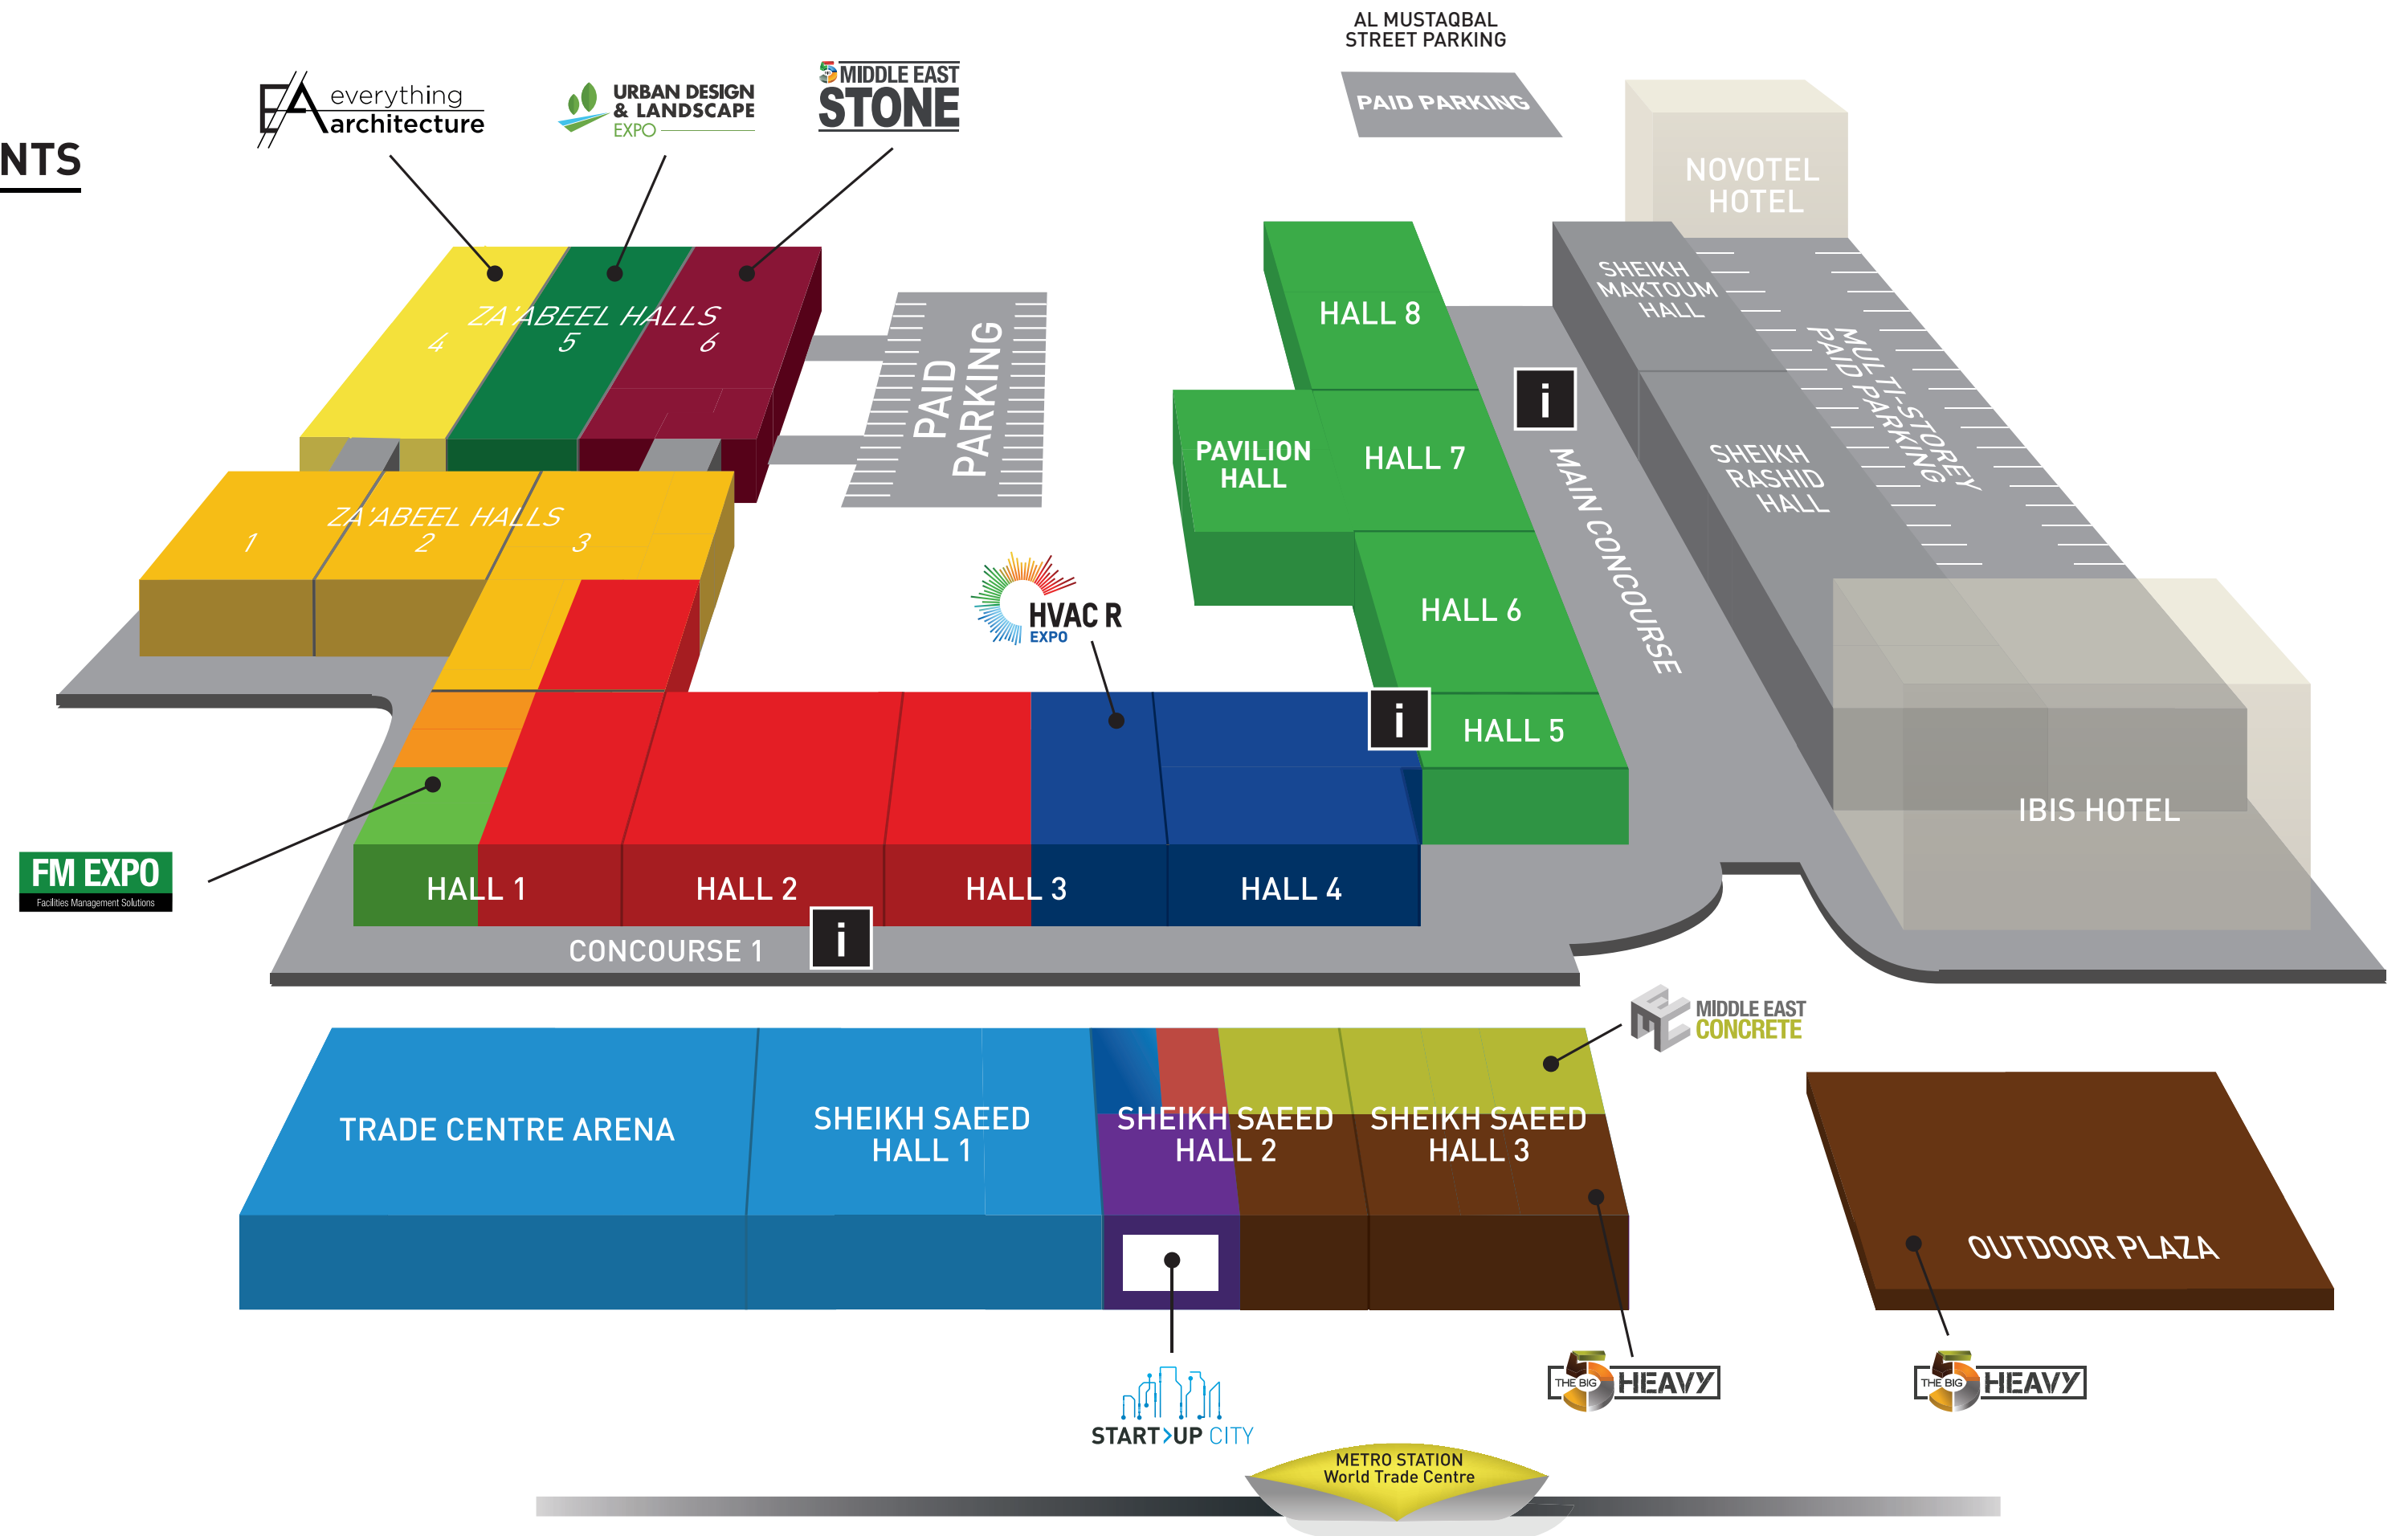 AL MUSTAQBAL
STREET PARKING
PAID PARKING
NTS
EA everything
architecture
URBAN DESIGN
& LANDSCAPE
EXPO
5 MIDDLE EAST
STONE
NOVOTEL
HOTEL
ZA'ABEEL HALLS
4
5
6
PAID
PARKING
HALL 8
SHEIKH
MAKTOUM
HALL
MULTI-STOREY
PAID PARKING
i
PAVILION
HALL
HALL 7
MAIN CONCOURSE
SHEIKH
RASHID
HALL
ZA'ABEEL HALLS
1
2
3
HVAC R
EXPO
HALL 6
i
HALL 5
IBIS HOTEL
FM EXPO
Facilities Management Solutions
HALL 1
HALL 2
HALL 3
HALL 4
CONCOURSE 1
i
MEC
MIDDLE EAST
CONCRETE
TRADE CENTRE ARENA
SHEIKH SAEED
HALL 1
SHEIKH SAEED
HALL 2
SHEIKH SAEED
HALL 3
OUTDOOR PLAZA
THE BIG 5 HEAVY
THE BIG 5 HEAVY
START>UP CITY
METRO STATION
World Trade Centre